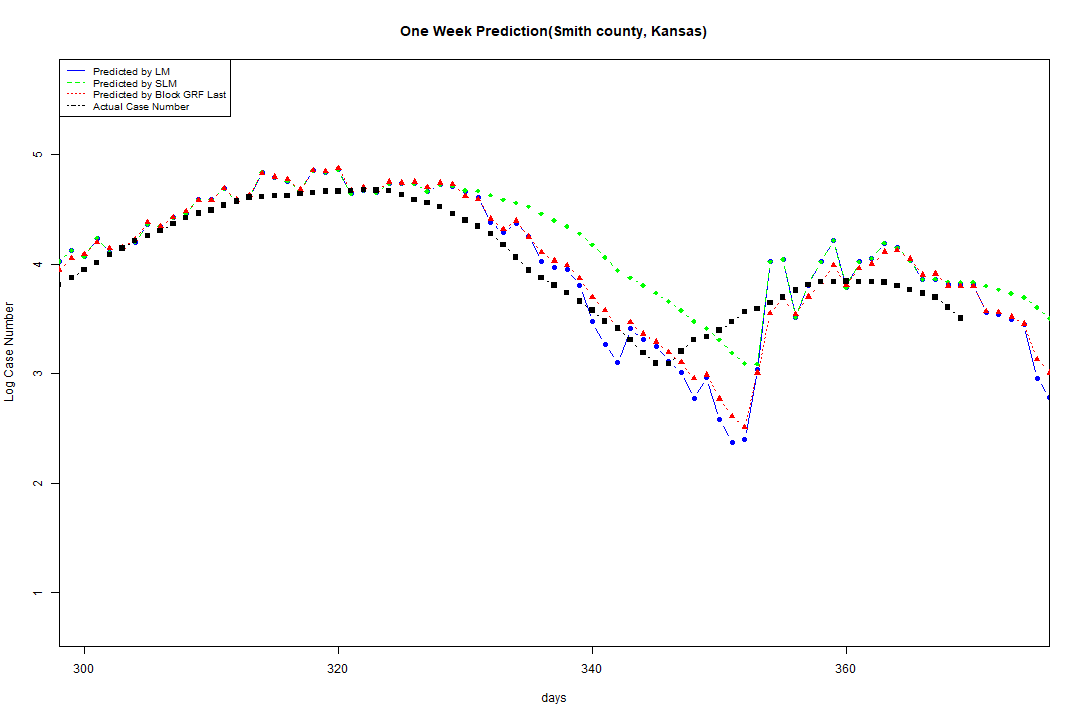 One Week Prediction(Smith county, Kansas)
Predicted by LM
Predicted by SLM
Predicted by Block GRF Last
Actual Case Number
5
4
3
2
1
Log Case Number
300
320
340
360
days